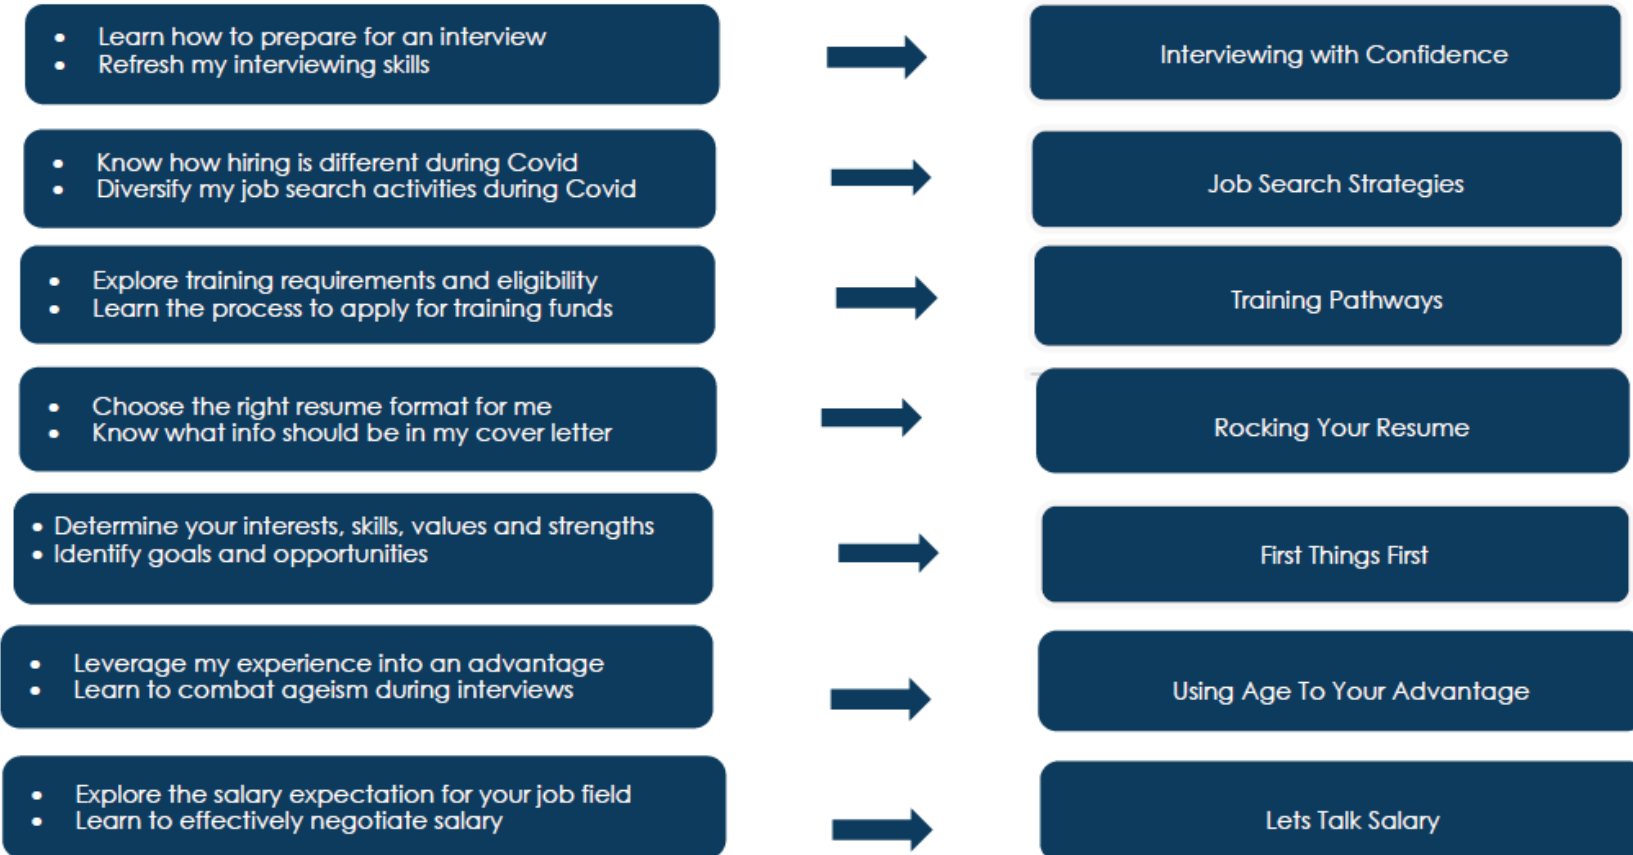 • Learn how to prepare for an interview
• Refresh my interviewing skills
Interviewing with Confidence
• Know how hiring is different during Covid
• Diversify my job search activities during Covid
Job Search Strategies
• Explore training requirements and eligibility
• Learn the process to apply for training funds
Training Pathways
• Choose the right resume format for me
• Know what info should be in my cover letter
Rocking Your Resume
• Determine your interests, skills, values and strengths
• Identify goals and opportunities
First Things First
• Leverage my experience into an advantage
• Learn to combat ageism during interviews
Using Age To Your Advantage
• Explore the salary expectation for your job field
• Learn to effectively negotiate salary
Lets Talk Salary